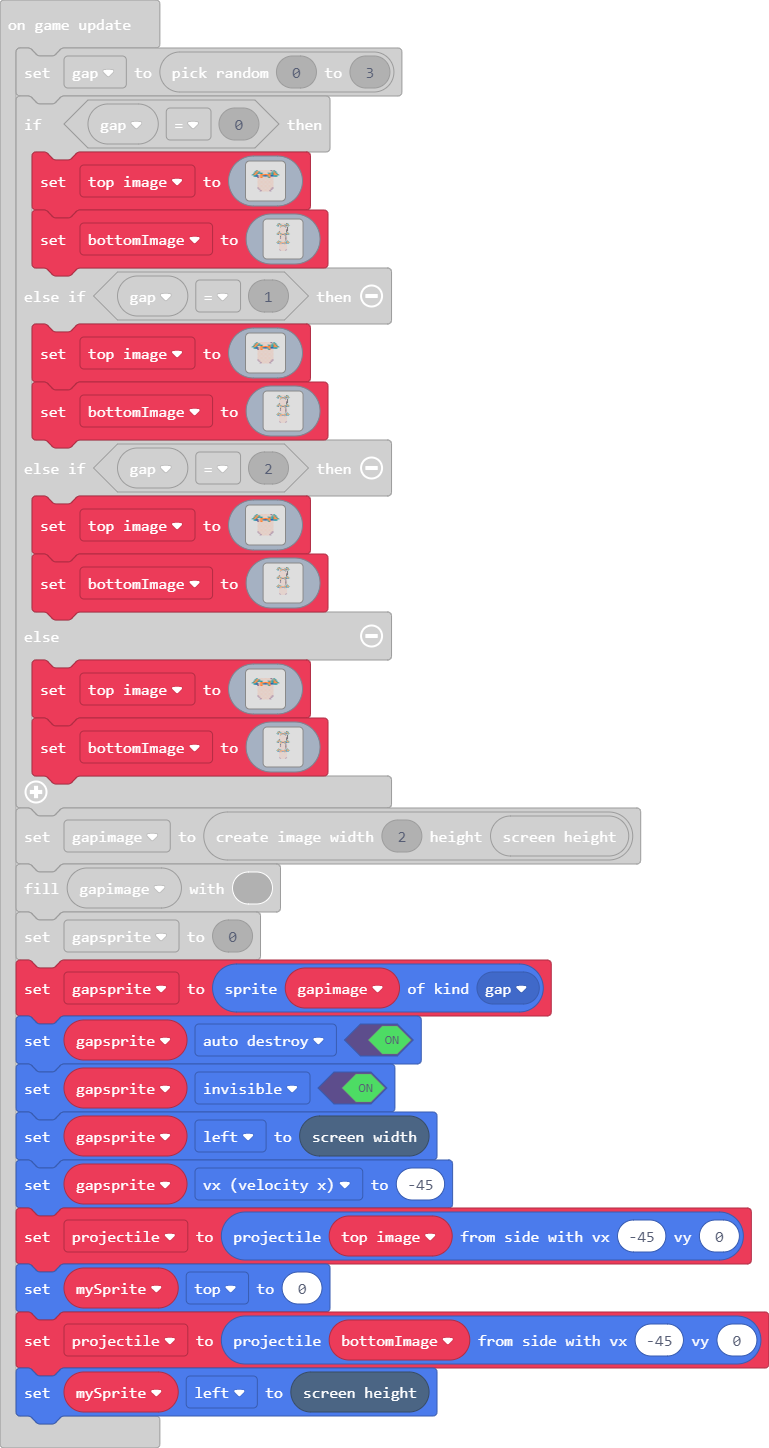 on game update
set gap to pick random 0 to 3
if gap = 0 then
set top image to
set bottomImage to
else if gap = 1 then
set top image to
set bottomImage to
else if gap = 2 then
set top image to
set bottomImage to
else
set top image to
set bottomImage to
set gapimage to create image width 2 height screen height
fill gapimage with
set gapsprite to 0
set gapsprite to sprite gapimage of kind gap
set gapsprite auto destroy ON
set gapsprite invisible ON
set gapsprite left to screen width
set gapsprite vx (velocity x) to -45
set projectile to projectile top image from side with vx -45 vy 0
set mySprite top to 0
set projectile to projectile bottomImage from side with vx -45 vy 0
set mySprite left to screen height